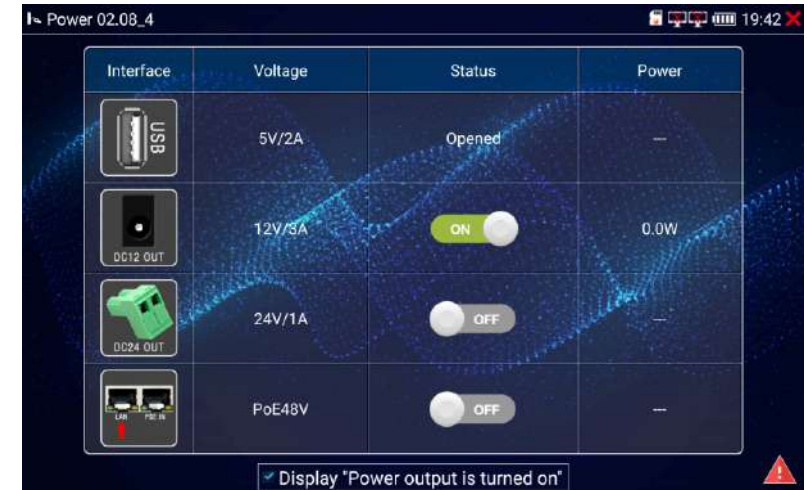 Power 02.08_4
19:42
Interface Voltage Status Power
USB 5V/2A Opened ---
DC12 OUT 12V/3A ON 0.0W
DC24 OUT 24V/1A OFF ---
LAN POE IN PoE48V OFF ---
Display "Power output is turned on"